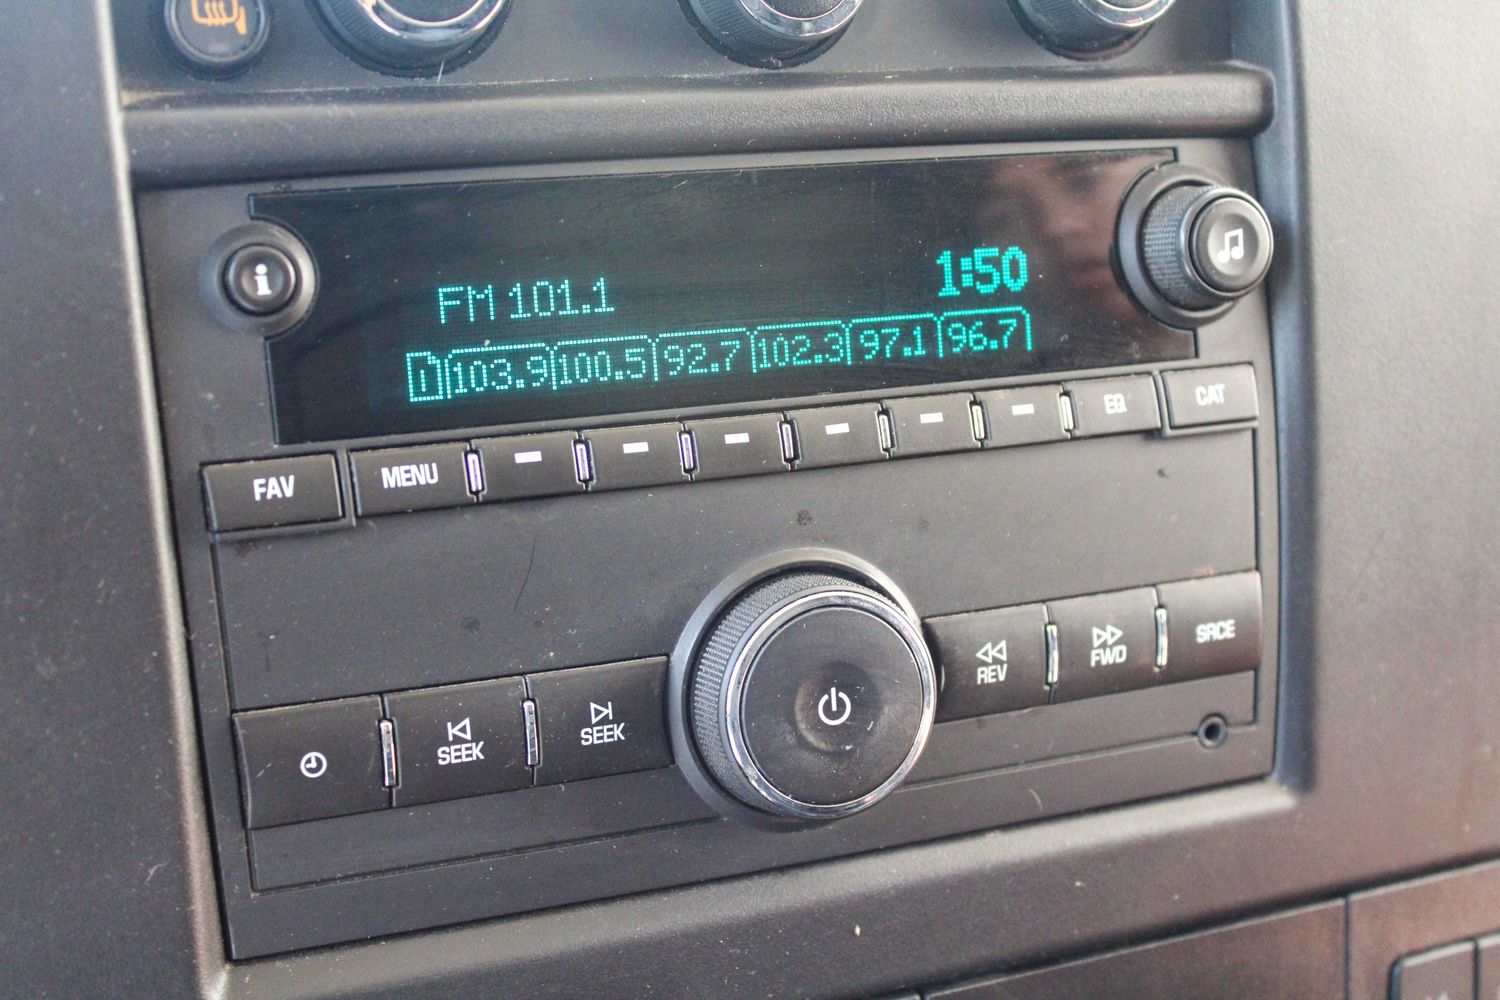 i
FM 101.1
1:50
1 103.9 100.5 92.7 102.3 97.1 96.7
FAV MENU EQ CAT
SEEK SEEK REV FWD SRCE